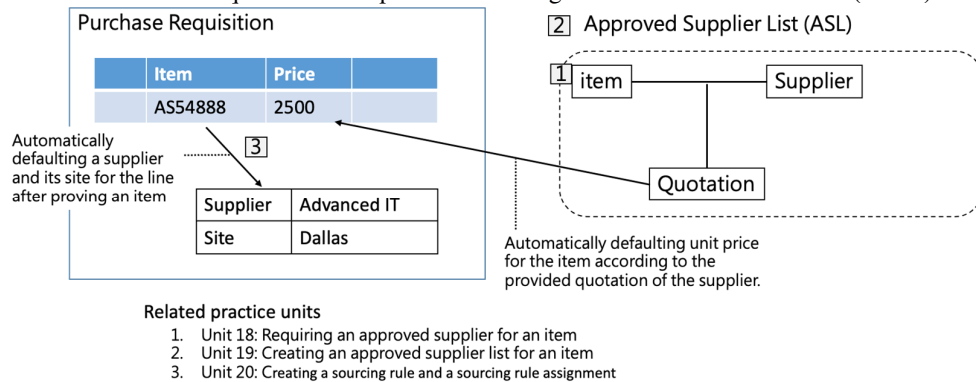 Purchase Requisition
2 Approved Supplier List (ASL)
Item Price
AS54888 2500
1 item Supplier
Quotation
3
Automatically
defaulting a supplier
and its site for the line
after proving an item
Supplier Advanced IT
Site Dallas
Automatically defaulting unit price
for the item according to the
provided quotation of the supplier.
Related practice units
1. Unit 18: Requiring an approved supplier for an item
2. Unit 19: Creating an approved supplier list for an item
3. Unit 20: Creating a sourcing rule and a sourcing rule assignment